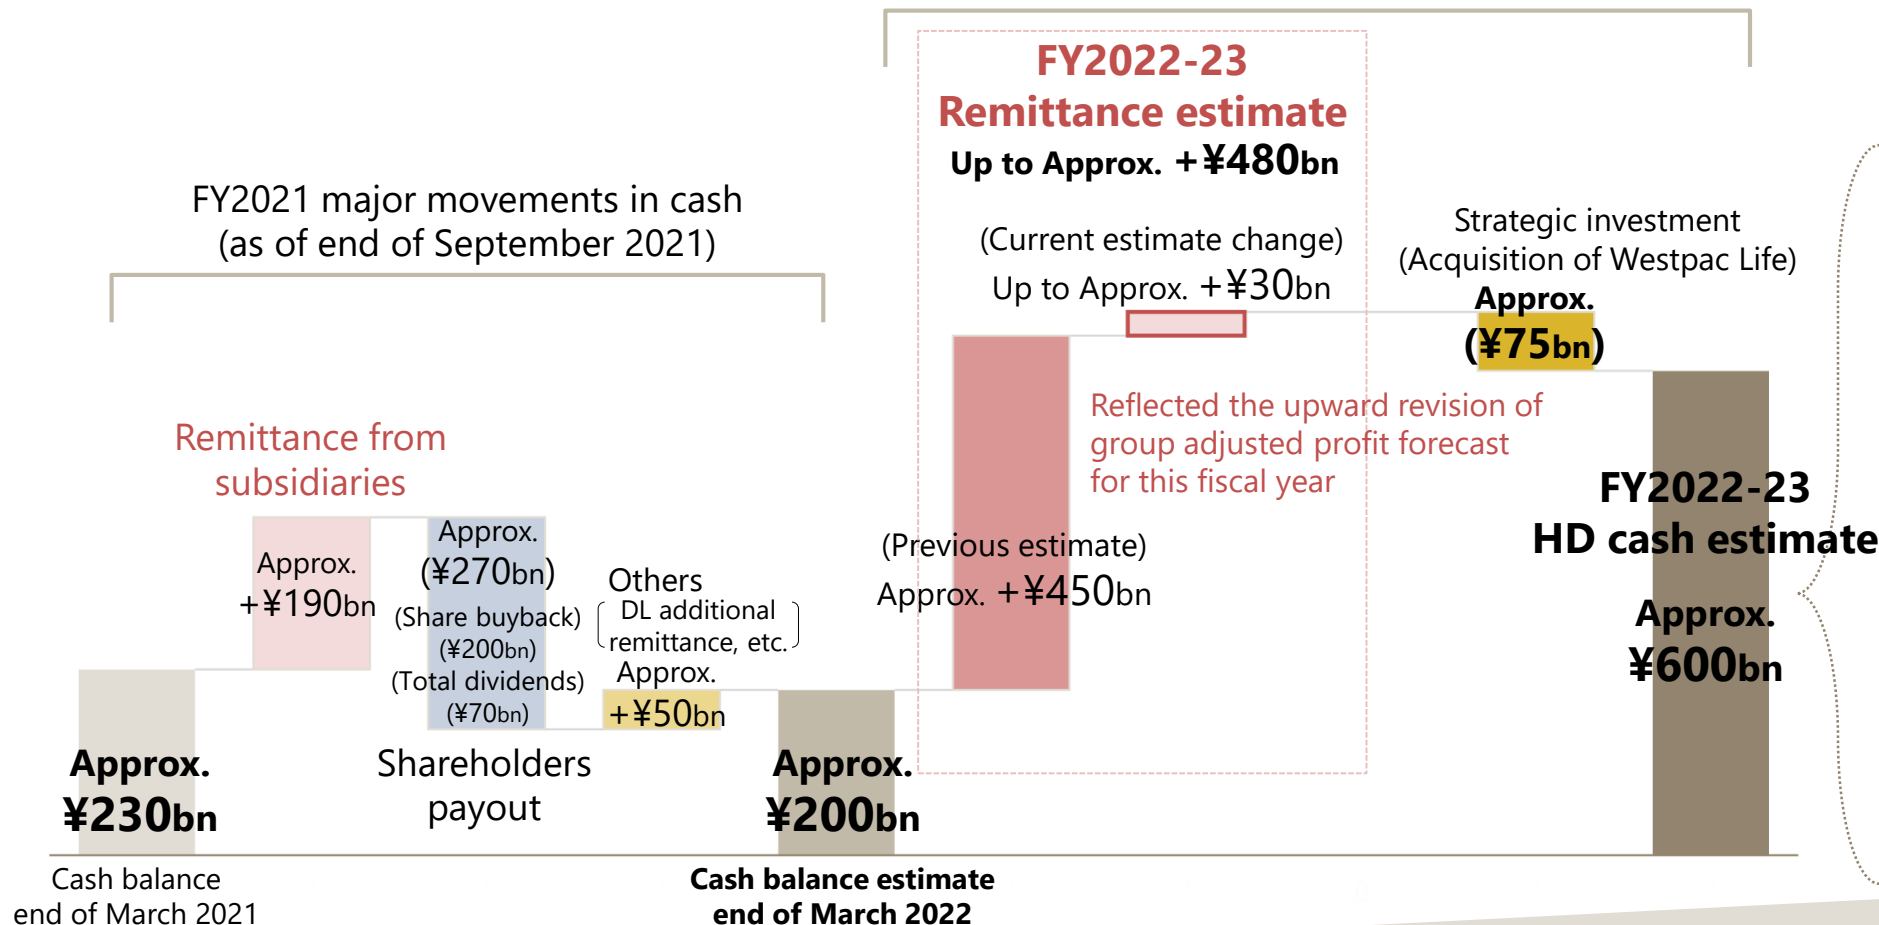 FY2021 major movements in cash
(as of end of September 2021)
Remittance from
subsidiaries
Approx.
+¥190bn
Approx.
(¥270bn)
(Share buyback)
(¥200bn)
(Total dividends)
(¥70bn)
Shareholders
payout
Others
DL additional
remittance, etc.
Approx.
+¥50bn
Approx.
¥230bn
Cash balance
end of March 2021
Approx.
¥200bn
Cash balance estimate
end of March 2022
FY2022-23
Remittance estimate
Up to Approx. +¥480bn
(Current estimate change)
Up to Approx. +¥30bn
Reflected the upward revision of
group adjusted profit forecast
for this fiscal year
(Previous estimate)
Approx. +¥450bn
Strategic investment
(Acquisition of Westpac Life)
Approx.
(¥75bn)
FY2022-23
HD cash estimate
Approx.
¥600bn